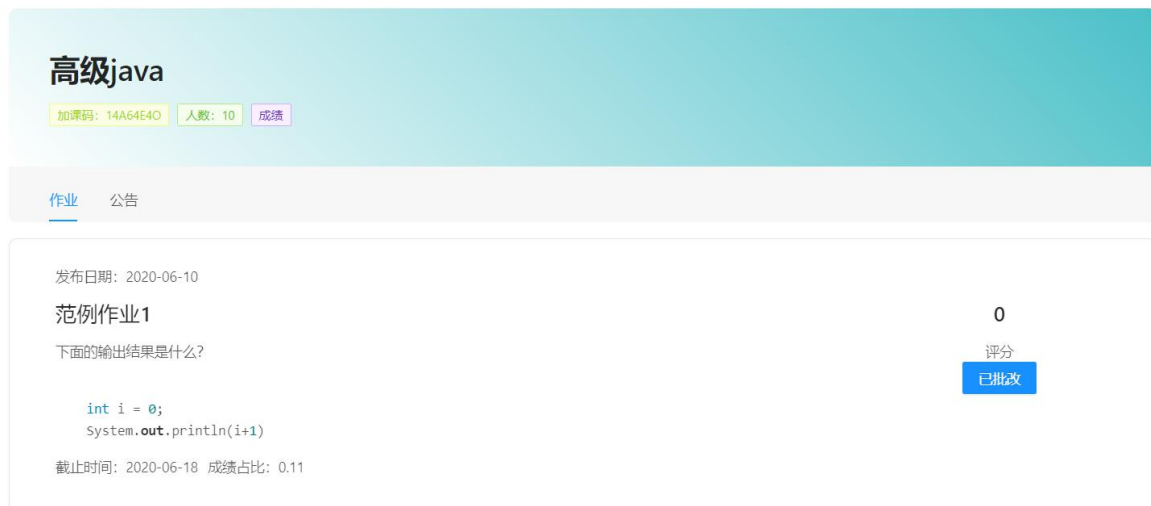 高级java
加课码：14A64E4O 人数：10 成绩
作业 公告
发布日期：2020-06-10
范例作业1
0
下面的输出结果是什么?
评分
已批改
int i = 0;
System.out.println(i+1)
截止时间：2020-06-18 成绩占比：0.11